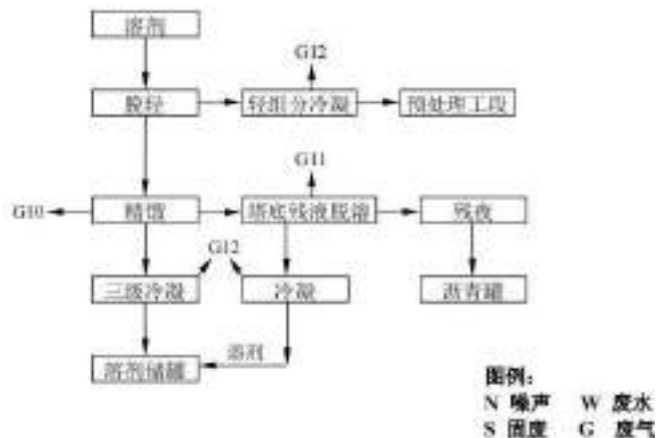 溶剂
G12
脱轻
轻组分冷凝
预处理工段
G11
G10
精馏
塔底残液脱溶
残夜
G12
三级冷凝
冷凝
沥青罐
溶剂
溶剂储罐
图例：
N 噪声 W 废水
S 固废 G 废气